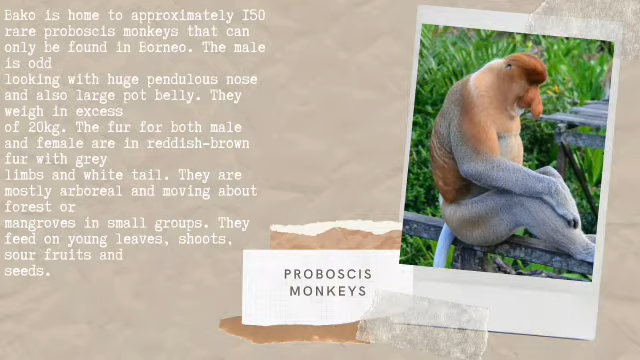 Bako is home to approximately 150
rare proboscis monkeys that can
only be found in Borneo. The male
is odd
looking with huge pendulous nose
and also large pot belly. They
weigh in excess
of 20kg. The fur for both male
and female are in reddish-brown
fur with grey
limbs and white tail. They are
mostly arboreal and moving about
forest or
mangroves in small groups. They
feed on young leaves, shoots,
sour fruits and
seeds.
PROBOSCIS
MONKEYS